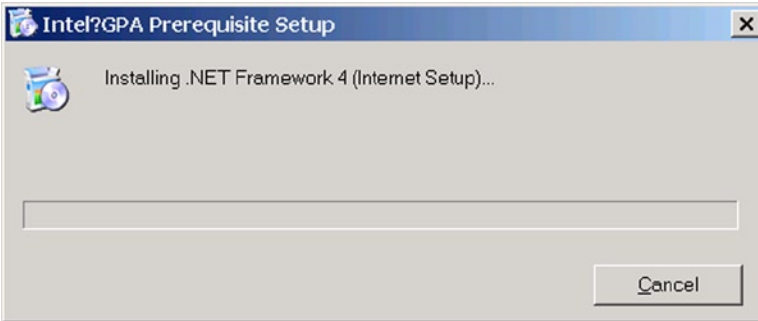 Intel?GPA Prerequisite Setup
Installing .NET Framework 4 (Internet Setup)...
Cancel